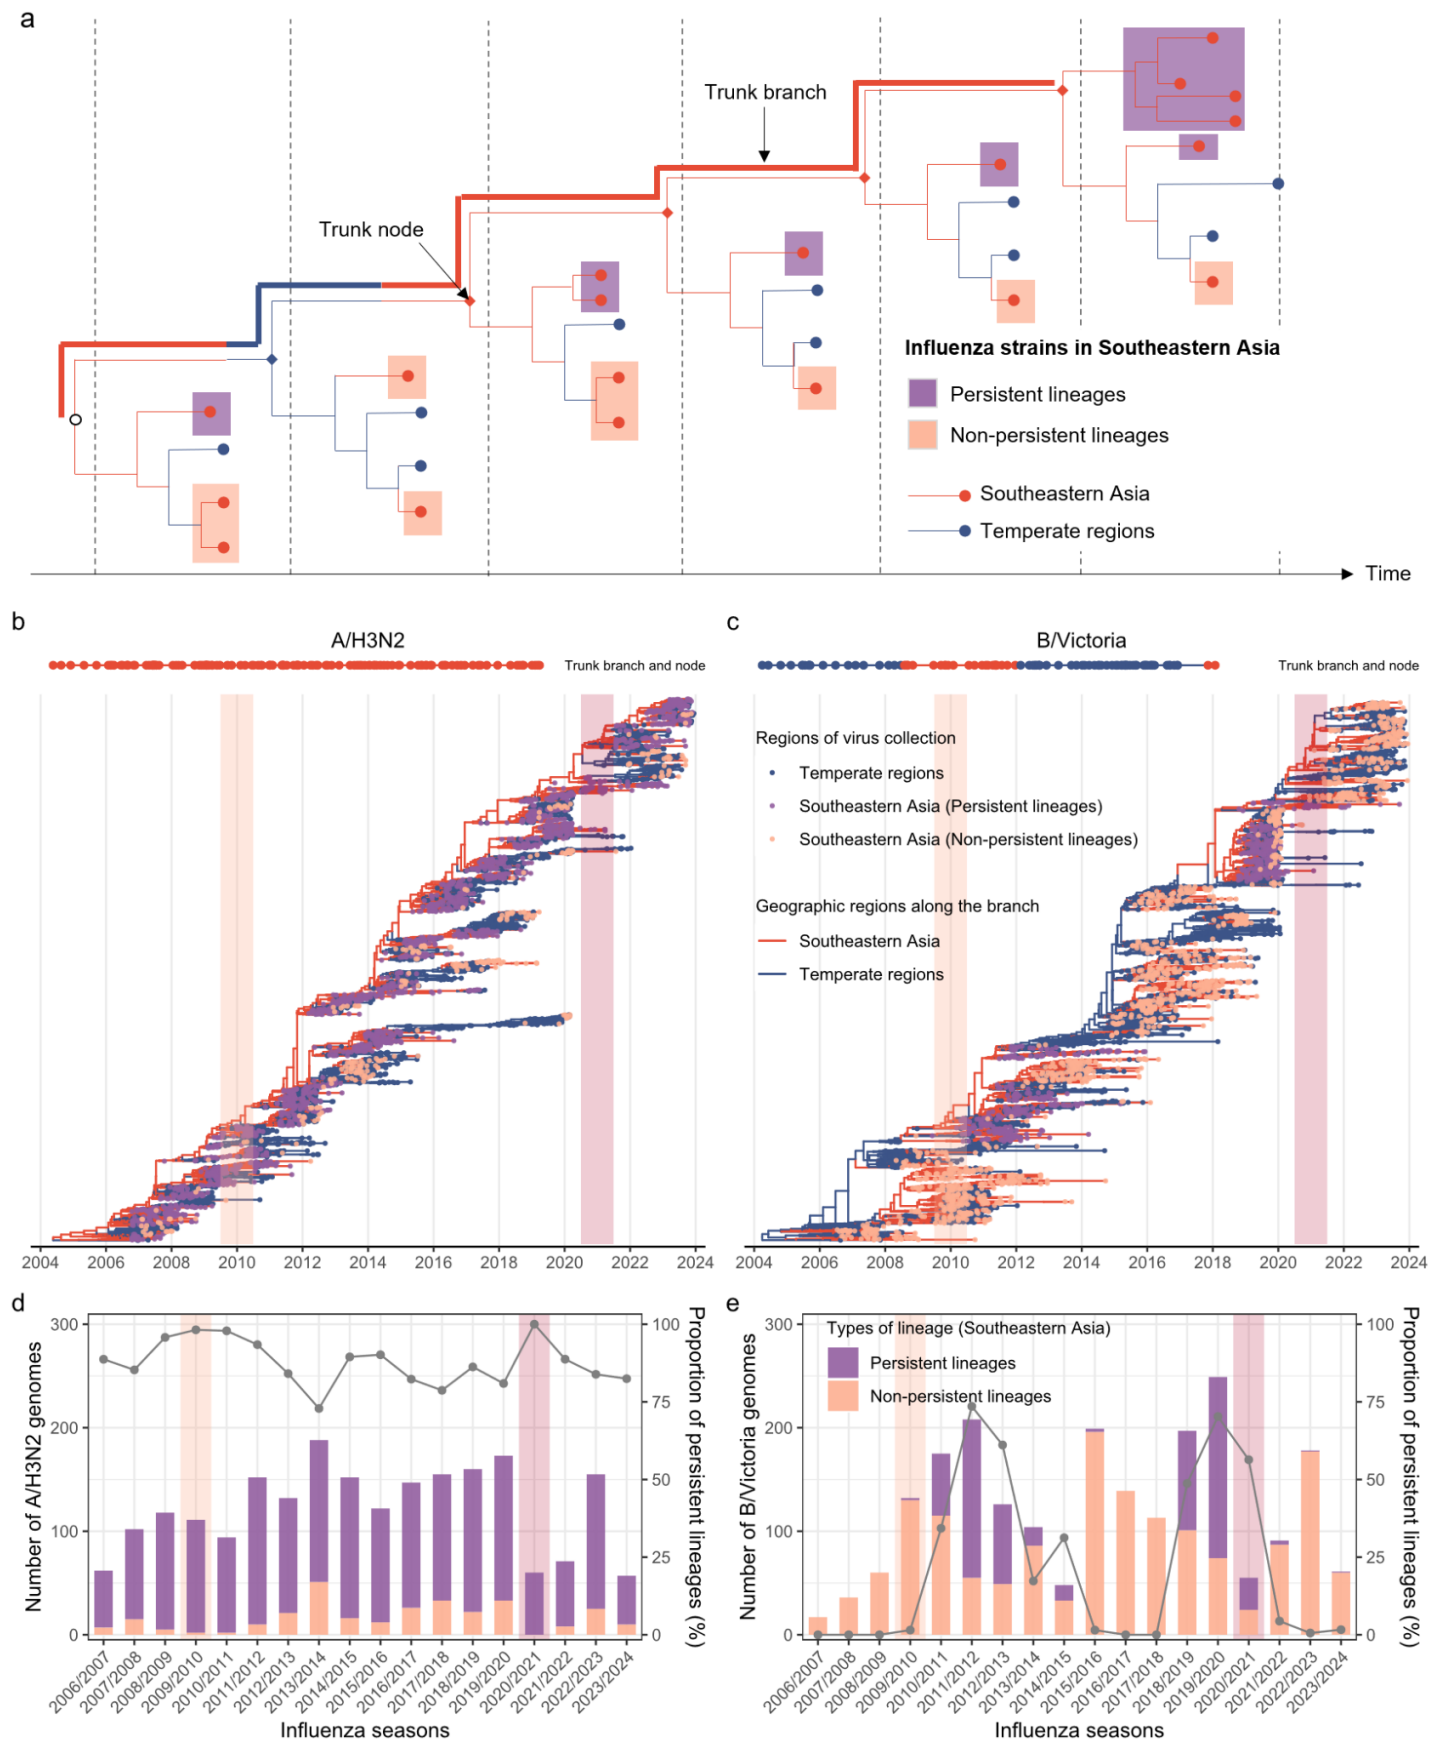 a
Trunk branch
Trunk node
Influenza strains in Southeastern Asia
Persistent lineages
Non-persistent lineages
Southeastern Asia
Temperate regions
Time
b
A/H3N2
Trunk branch and node
2004 2006 2008 2010 2012 2014 2016 2018 2020 2022 2024
c
B/Victoria
Trunk branch and node
Regions of virus collection
Temperate regions
Southeastern Asia (Persistent lineages)
Southeastern Asia (Non-persistent lineages)
Geographic regions along the branch
Southeastern Asia
Temperate regions
2004 2006 2008 2010 2012 2014 2016 2018 2020 2022 2024
d
Number of A/H3N2 genomes
300
200
100
0
Proportion of persistent lineages (%)
100
75
50
25
0
2006/2007
2007/2008
2008/2009
2009/2010
2010/2011
2011/2012
2012/2013
2013/2014
2014/2015
2015/2016
2016/2017
2017/2018
2018/2019
2019/2020
2020/2021
2021/2022
2022/2023
2023/2024
Influenza seasons
e
Number of B/Victoria genomes
300
200
100
0
Types of lineage (Southeastern Asia)
Persistent lineages
Non-persistent lineages
Proportion of persistent lineages (%)
100
75
50
25
0
2006/2007
2007/2008
2008/2009
2009/2010
2010/2011
2011/2012
2012/2013
2013/2014
2014/2015
2015/2016
2016/2017
2017/2018
2018/2019
2019/2020
2020/2021
2021/2022
2022/2023
2023/2024
Influenza seasons